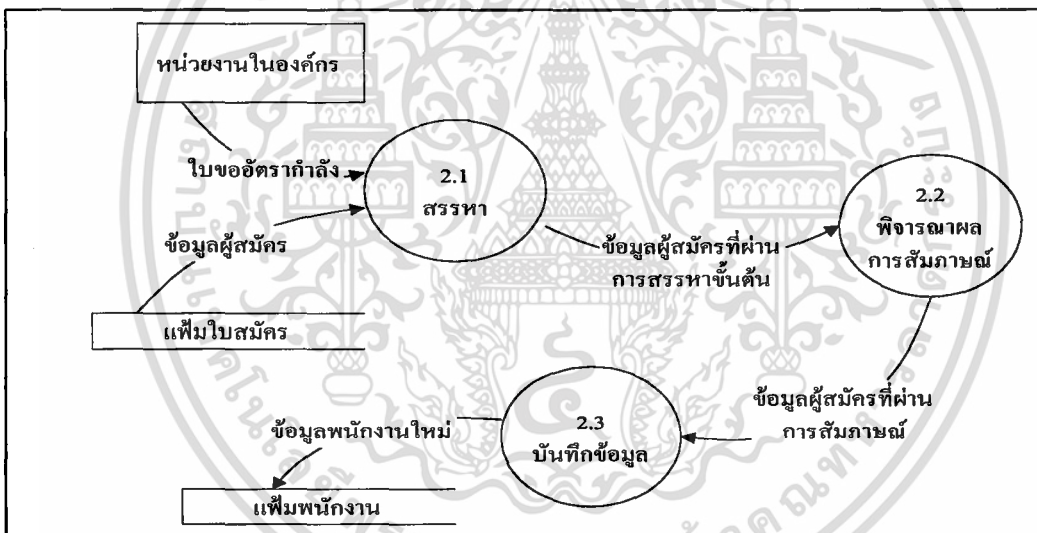 หน่วยงานในองค์กร
ใบขออัตรากำลัง
2.1
สรรหา
2.2
พิจารณาผล
การสัมภาษณ์
ข้อมูลผู้สมัคร
ข้อมูลผู้สมัครที่ผ่าน
การสรรหาขั้นต้น
แฟ้มใบสมัคร
ข้อมูลผู้สมัครที่ผ่าน
การสัมภาษณ์
2.3
บันทึกข้อมูล
ข้อมูลพนักงานใหม่
แฟ้มพนักงาน